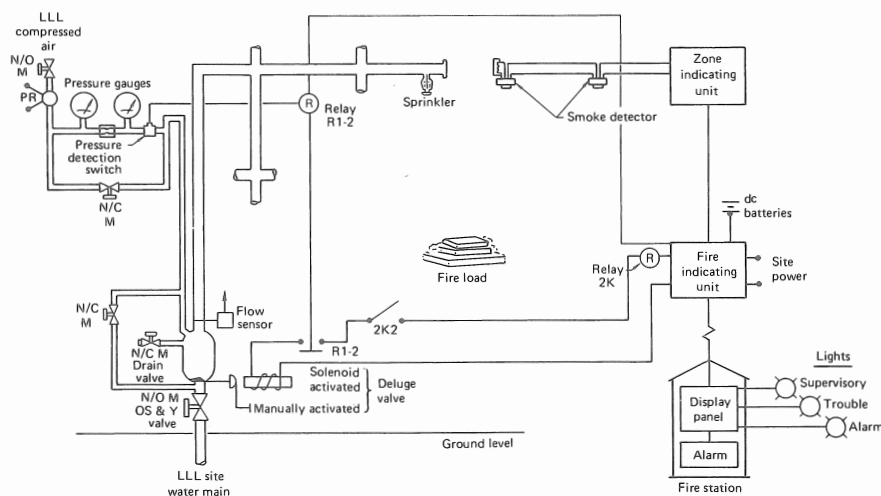 LLL
compressed
air
N/O
M
Pressure gauges
PR
Pressure
detection
switch
N/C
M
R
Relay
R1-2
Sprinkler
Smoke detector
Zone
indicating
unit
dc
batteries
Fire load
Relay
2K
R
Fire
indicating
unit
Site
power
N/C
M
Flow
sensor
2K2
R1-2
N/C M
Drain
valve
Solenoid
activated
Manually activated
Deluge
valve
N/O M
OS & Y
valve
Ground level
LLL site
water main
Lights
Supervisory
Trouble
Alarm
Display
panel
Alarm
Fire station